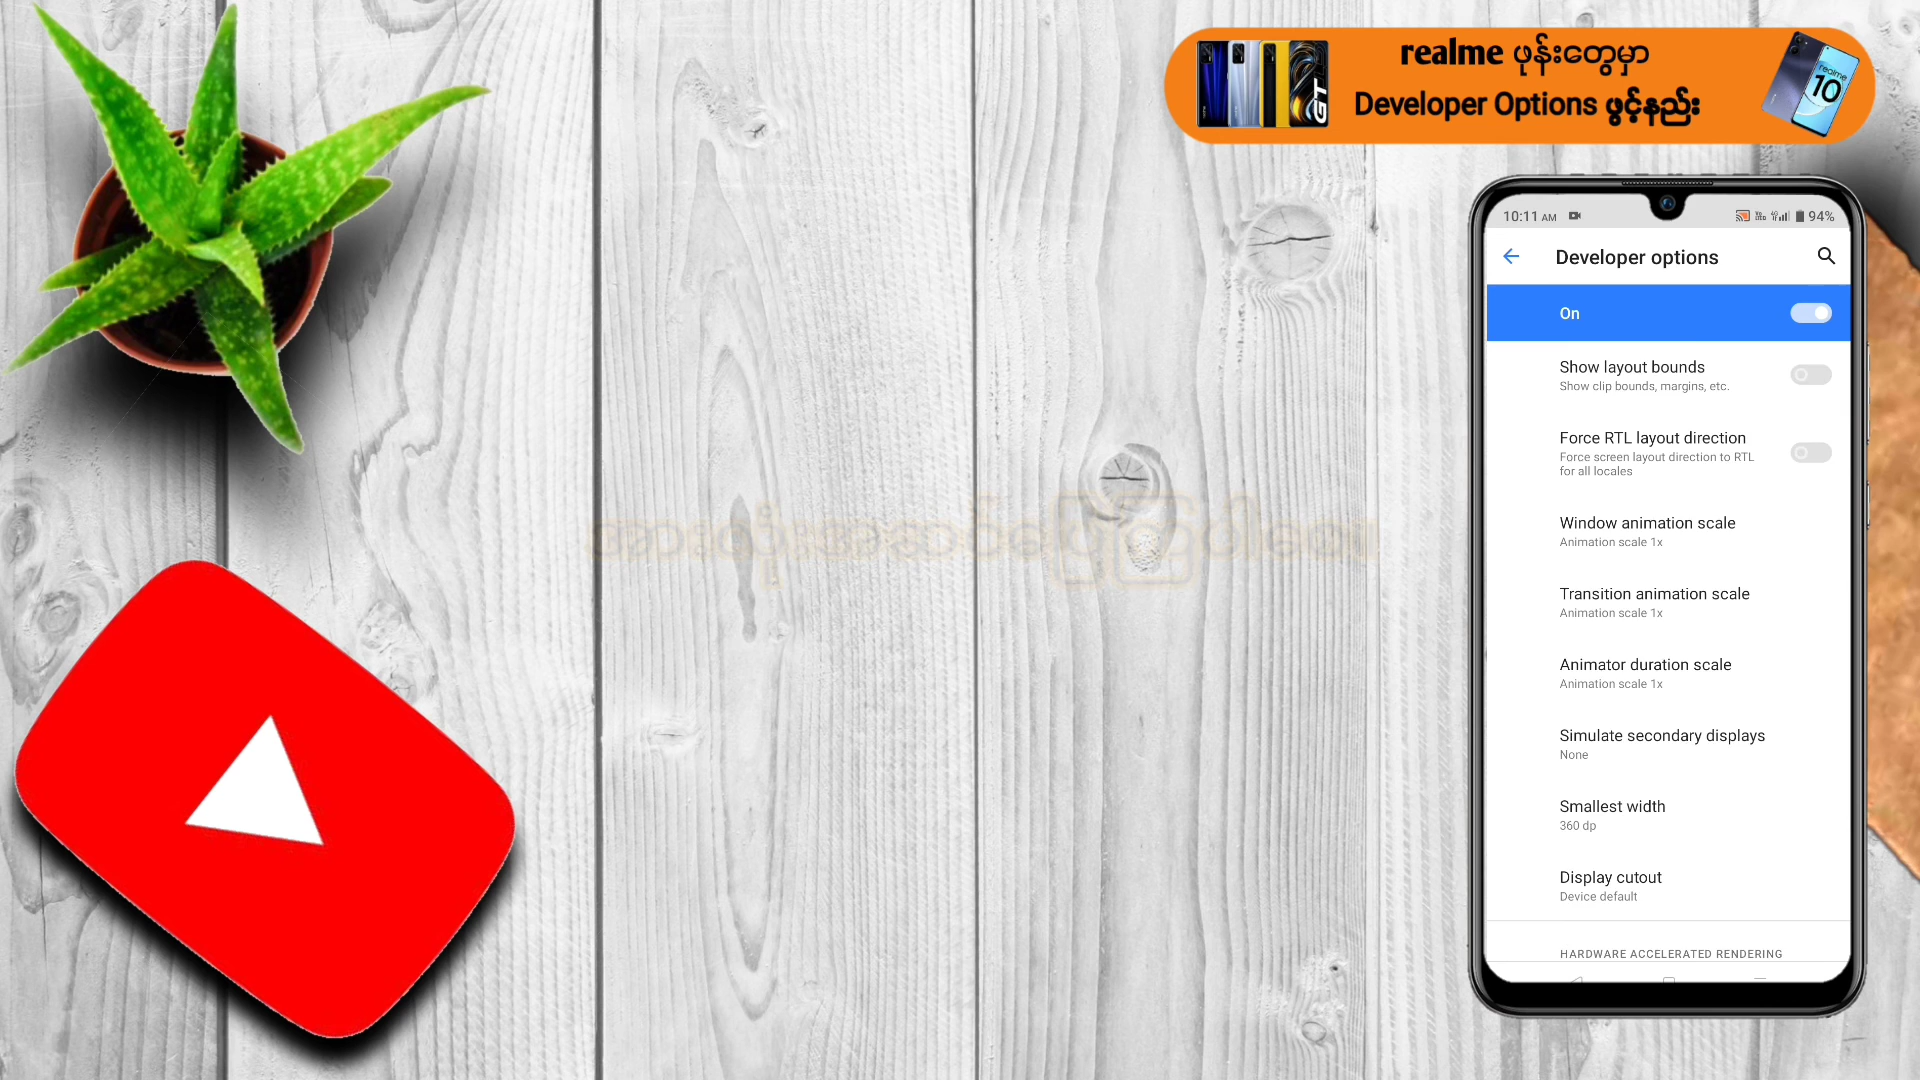 realme ဖုန်းတွေမှာ
Developer Options ဖွင့်နည်း
GT
realme
10
10:11 AM
94%
Developer options
On
Show layout bounds
Show clip bounds, margins, etc.
Force RTL layout direction
Force screen layout direction to RTL
for all locales
Window animation scale
Animation scale 1x
Transition animation scale
Animation scale 1x
Animator duration scale
Animation scale 1x
Simulate secondary displays
None
Smallest width
360 dp
Display cutout
Device default
HARDWARE ACCELERATED RENDERING